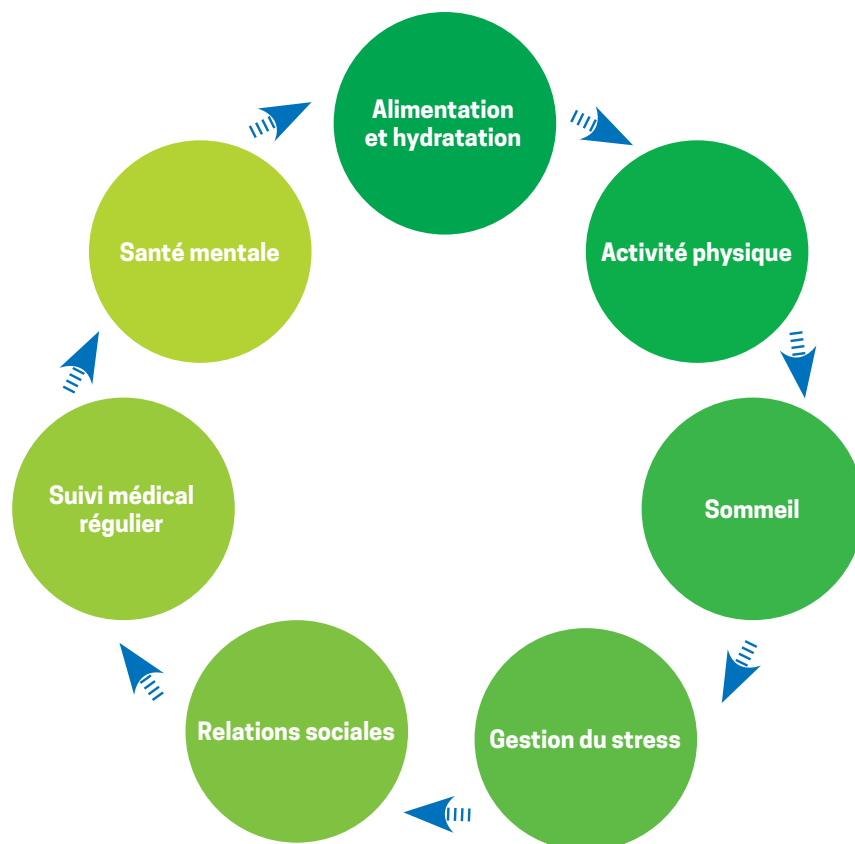 Alimentation
et hydratation
Activité physique
Sommeil
Gestion du stress
Relations sociales
Suivi médical
régulier
Santé mentale